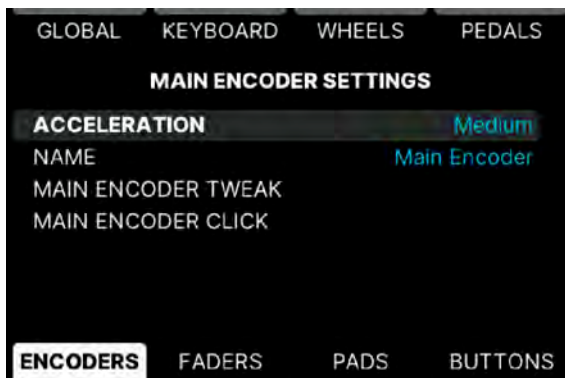 GLOBAL KEYBOARD WHEELS PEDALS
MAIN ENCODER SETTINGS
ACCELERATION Medium
NAME Main Encoder
MAIN ENCODER TWEAK
MAIN ENCODER CLICK
ENCODERS FADERS PADS BUTTONS